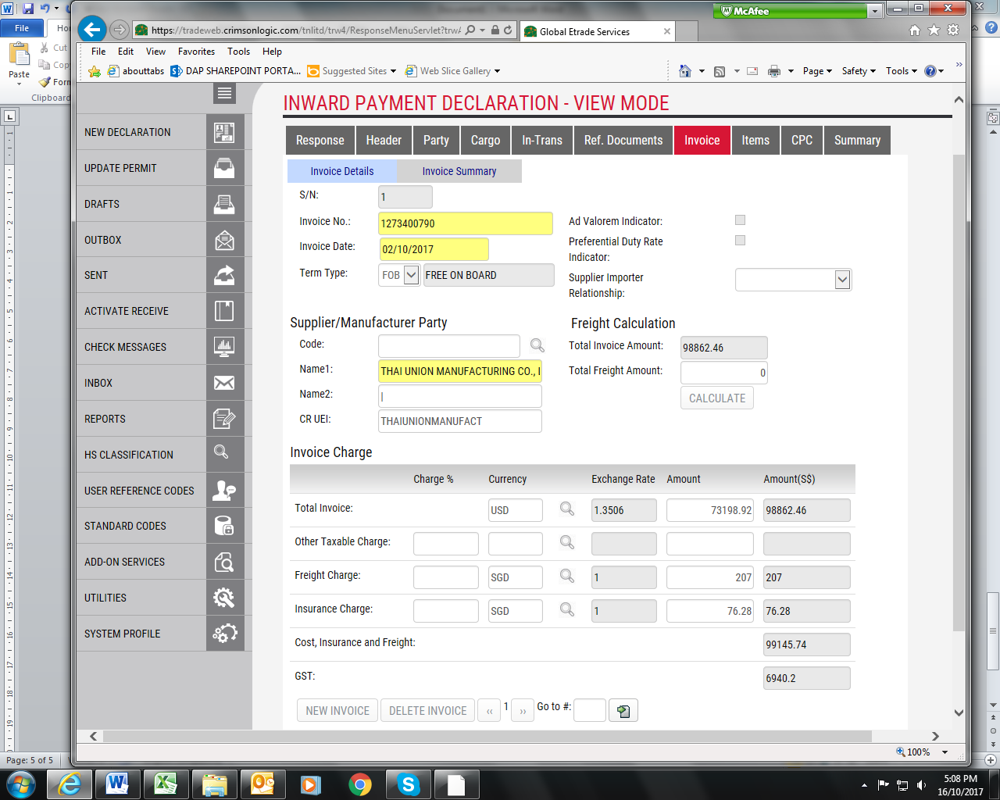 McAfee
File
Ho
Cut
Cop
Paste
Form
Clipboard
https://tradeweb.crimsonlogic.com/tnltd/trw4/ResponseMenuServlet?trw
Global Etrade Services
File Edit View Favorites Tools Help
abouttabs DAP SHAREPOINT PORTA... Suggested Sites Web Slice Gallery
Page Safety Tools
NEW DECLARATION
UPDATE PERMIT
DRAFTS
OUTBOX
SENT
ACTIVATE RECEIVE
CHECK MESSAGES
INBOX
REPORTS
HS CLASSIFICATION
USER REFERENCE CODES
STANDARD CODES
ADD-ON SERVICES
UTILITIES
SYSTEM PROFILE
INWARD PAYMENT DECLARATION - VIEW MODE
Response Header Party Cargo In-Trans Ref. Documents Invoice Items CPC Summary
Invoice Details Invoice Summary
S/N: 1
Invoice No.: 1273400790
Invoice Date: 02/10/2017
Term Type: FOB FREE ON BOARD
Ad Valorem Indicator:
Preferential Duty Rate
Indicator:
Supplier Importer
Relationship:
Supplier/Manufacturer Party
Code:
Name1: THAI UNION MANUFACTURING CO.,
Name2:
CR UEI: THAIUNIONMANUFACT
Freight Calculation
Total Invoice Amount: 98862.46
Total Freight Amount: 0
CALCULATE
Invoice Charge
Charge % Currency Exchange Rate Amount Amount(S$)
Total Invoice: USD 1.3506 73198.92 98862.46
Other Taxable Charge:
Freight Charge: SGD 1 207 207
Insurance Charge: SGD 1 76.28 76.28
Cost, Insurance and Freight: 99145.74
GST: 6940.2
NEW INVOICE DELETE INVOICE ‹‹ 1 ›› Go to #:
100%
Page: 5 of 5
5:08 PM
16/10/2017